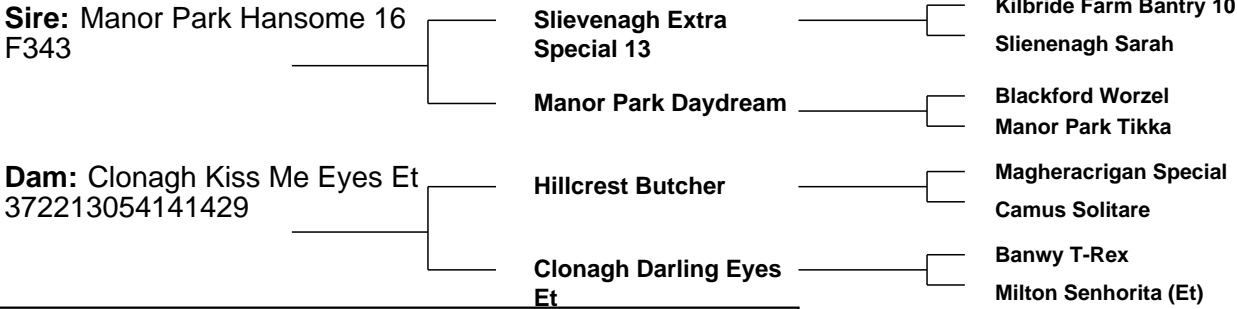 Sire: Manor Park Hansome 16
F343
Slievenagh Extra
Special 13
Kilbride Farm Bantry 10
Slienenagh Sarah
Manor Park Daydream
Blackford Worzel
Manor Park Tikka
Dam: Clonagh Kiss Me Eyes Et
372213054141429
Hillcrest Butcher
Magheracrigan Special
Camus Solitare
Clonagh Darling Eyes
Et
Banwy T-Rex
Milton Senhorita (Et)